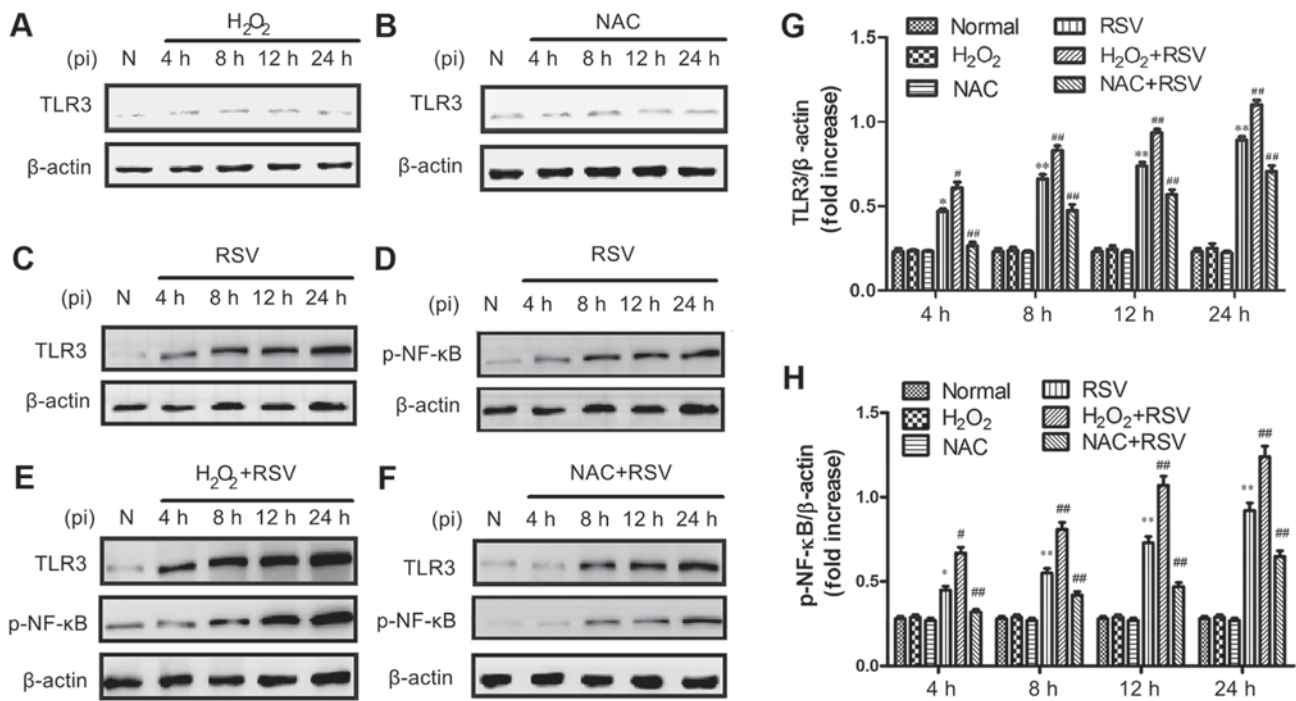 A
H₂O₂
(pi) N 4 h 8 h 12 h 24 h
TLR3
β-actin
B
NAC
N 4 h 8 h 12 h 24 h
TLR3
β-actin
C
RSV
(pi) N 4 h 8 h 12 h 24 h
TLR3
β-actin
D
RSV
N 4 h 8 h 12 h 24 h
p-NF-κB
β-actin
E
H₂O₂+RSV
(pi) N 4 h 8 h 12 h 24 h
TLR3
p-NF-κB
β-actin
F
NAC+RSV
(pi) N 4 h 8 h 12 h 24 h
TLR3
p-NF-κB
β-actin
G
Normal
H₂O₂
NAC
RSV
H₂O₂+RSV
NAC+RSV
TLR3/β -actin
(fold increase)
1.5
1.0
0.5
0.0
* # ##
** ## ##
** ## ##
** ## ##
4 h 8 h 12 h 24 h
H
Normal
H₂O₂
NAC
RSV
H₂O₂+RSV
NAC+RSV
p-NF-κB/β-actin
(fold increase)
1.5
1.0
0.5
0.0
* # ##
** ## ##
** ## ##
** ## ##
4 h 8 h 12 h 24 h